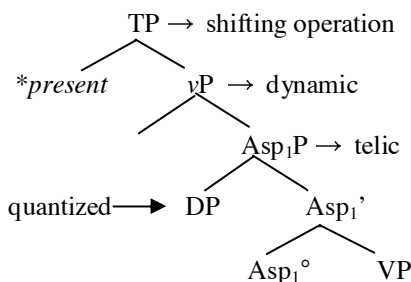 TP → shifting operation
*present vP → dynamic
Asp₁P → telic
quantized → DP Asp₁’
Asp₁° VP